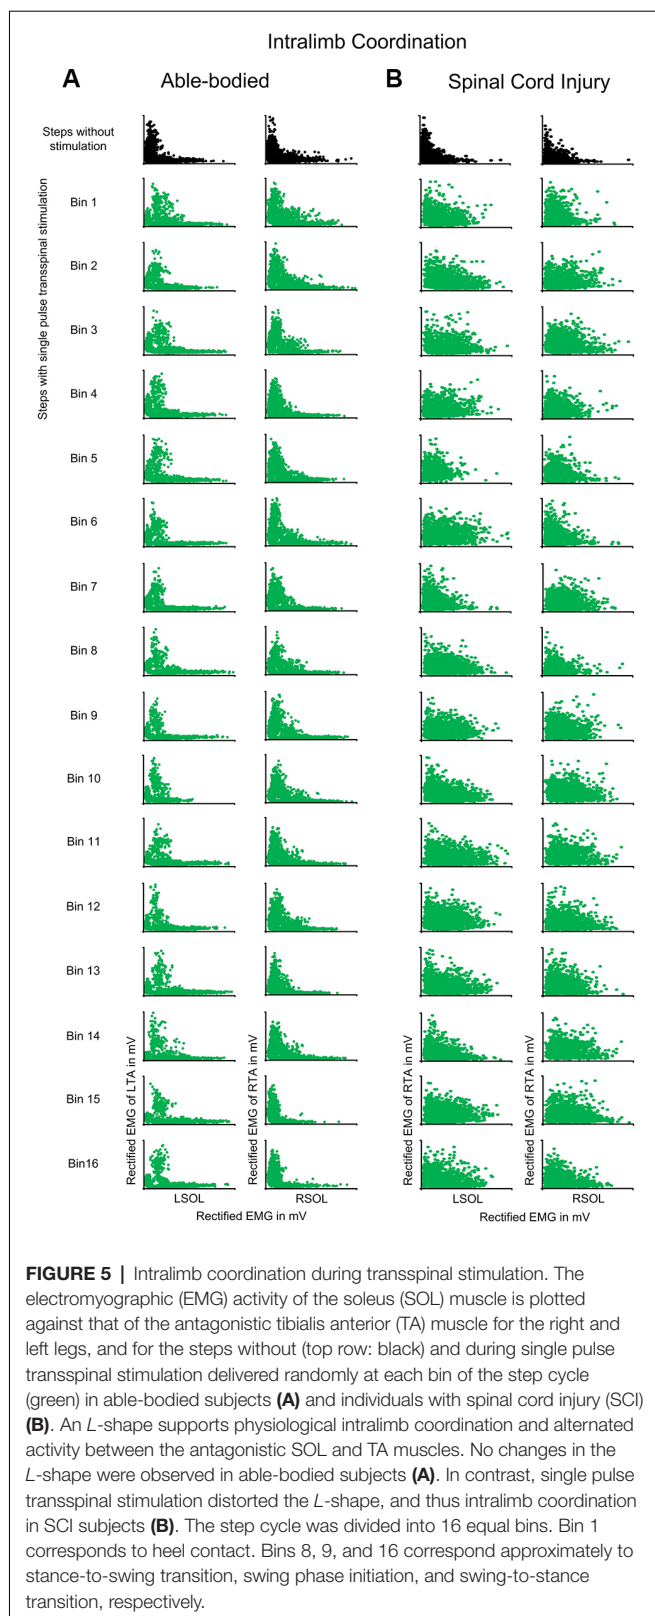 Intralimb Coordination
A Able-bodied B Spinal Cord Injury
Steps without
stimulation
Steps with single pulse transspinal stimulation
Bin 1
Bin 2
Bin 3
Bin 4
Bin 5
Bin 6
Bin 7
Bin 8
Bin 9
Bin 10
Bin 11
Bin 12
Bin 13
Bin 14
Bin 15
Bin16
Rectified EMG of LTA in mV
Rectified EMG of RTA in mV
Rectified EMG of RTA in mV
Rectified EMG of RTA in mV
LSOL RSOL LSOL RSOL
Rectified EMG in mV Rectified EMG in mV
FIGURE 5 | Intralimb coordination during transspinal stimulation. The
electromyographic (EMG) activity of the soleus (SOL) muscle is plotted
against that of the antagonistic tibialis anterior (TA) muscle for the right and
left legs, and for the steps without (top row: black) and during single pulse
transspinal stimulation delivered randomly at each bin of the step cycle
(green) in able-bodied subjects (A) and individuals with spinal cord injury (SCI)
(B). An L-shape supports physiological intralimb coordination and alternated
activity between the antagonistic SOL and TA muscles. No changes in the
L-shape were observed in able-bodied subjects (A). In contrast, single pulse
transspinal stimulation distorted the L-shape, and thus intralimb coordination
in SCI subjects (B). The step cycle was divided into 16 equal bins. Bin 1
corresponds to heel contact. Bins 8, 9, and 16 correspond approximately to
stance-to-swing transition, swing phase initiation, and swing-to-stance
transition, respectively.